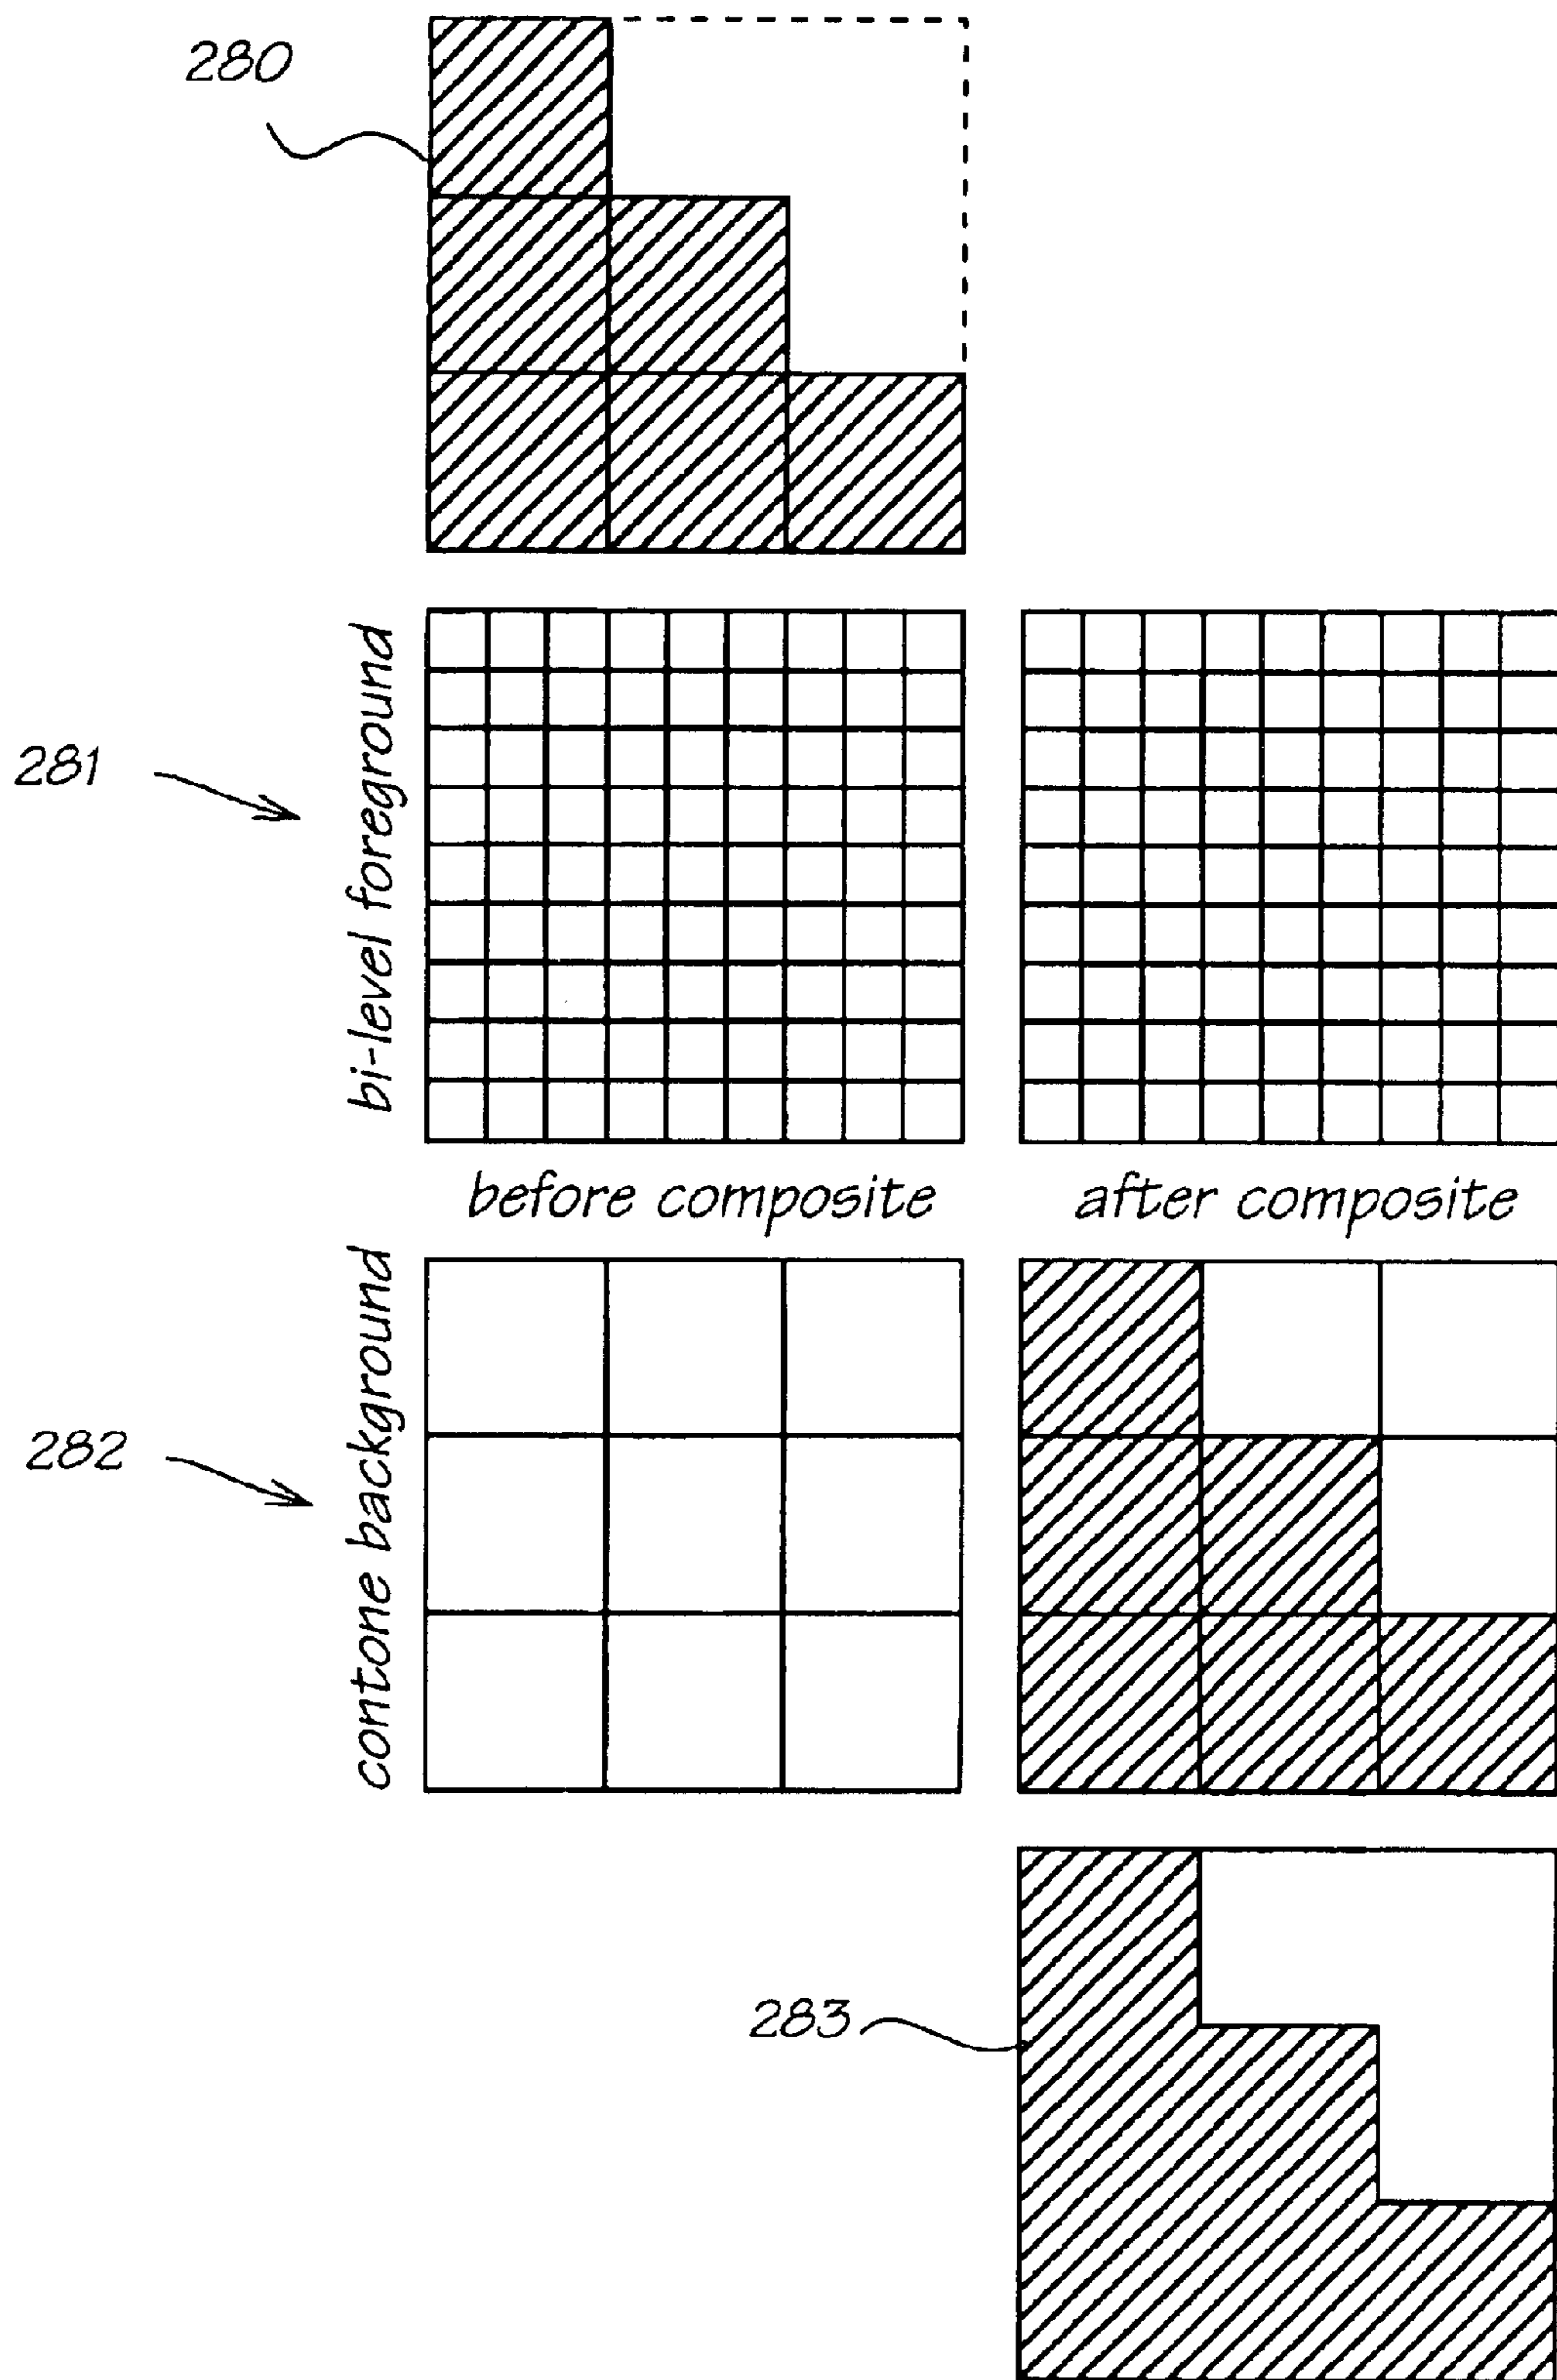 280
281
bi-level foreground
before composite
after composite
282
contone background
283